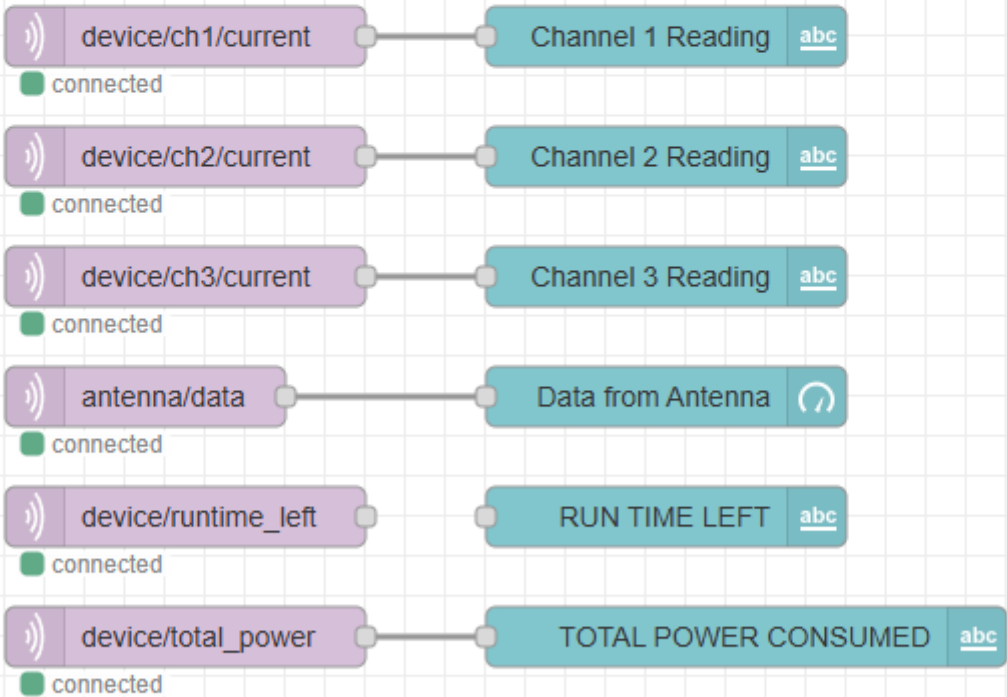 device/ch1/current
Channel 1 Reading
abc
connected
device/ch2/current
Channel 2 Reading
abc
connected
device/ch3/current
Channel 3 Reading
abc
connected
antenna/data
Data from Antenna
connected
device/runtime_left
RUN TIME LEFT
abc
connected
device/total_power
TOTAL POWER CONSUMED
abc
connected